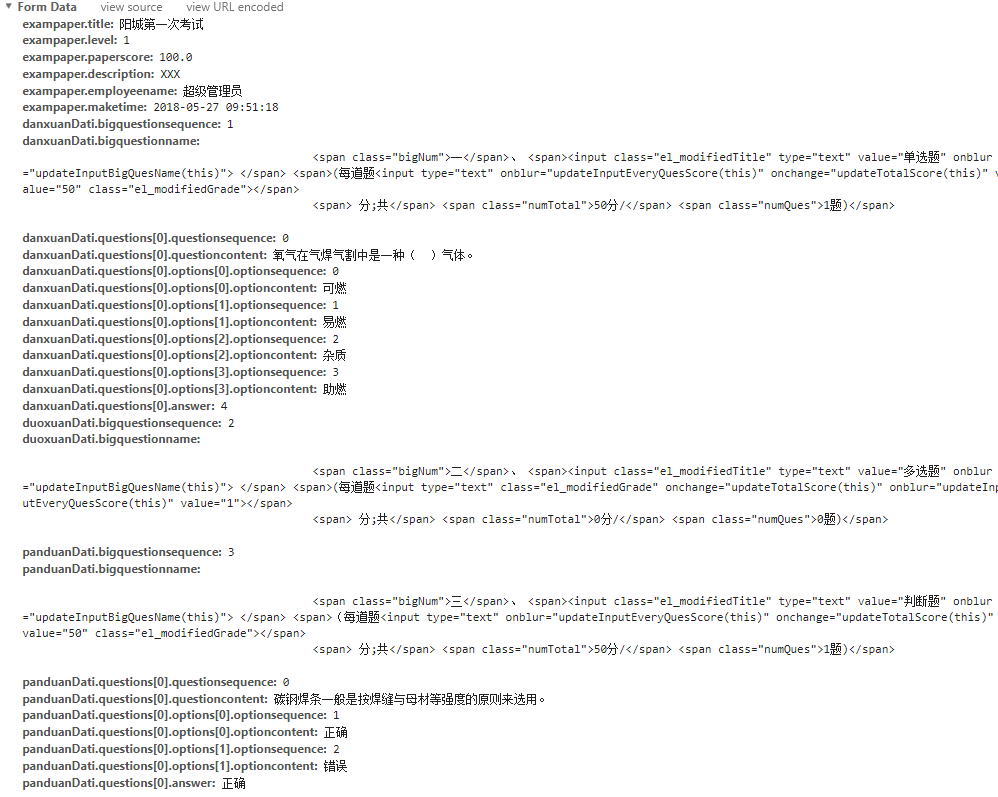 ▼ Form Data view source view URL encoded
exampaper.title: 阳城第一次考试
exampaper.level: 1
exampaper.paperscore: 100.0
exampaper.description: XXX
exampaper.employeename: 超级管理员
exampaper.maketime: 2018-05-27 09:51:18
danxuanDati.bigquestionsequence: 1
danxuanDati.bigquestionname:
<span class="bigNum">一</span>、 <span><input class="el_modifiedTitle" type="text" value="单选题" onblur
="updateInputBigQuesName(this)"> </span> <span>(每道题<input type="text" onblur="updateInputEveryQuesScore(this)" onchange="updateTotalScore(this)" v
alue="50" class="el_modifiedGrade"></span>
<span> 分;共</span> <span class="numTotal">50分/</span> <span class="numQues">1题)</span>
danxuanDati.questions[0].questionsequence: 0
danxuanDati.questions[0].questioncontent: 氧气在气焊气割中是一种（ ）气体。
danxuanDati.questions[0].options[0].optionsequence: 0
danxuanDati.questions[0].options[0].optioncontent: 可燃
danxuanDati.questions[0].options[1].optionsequence: 1
danxuanDati.questions[0].options[1].optioncontent: 易燃
danxuanDati.questions[0].options[2].optionsequence: 2
danxuanDati.questions[0].options[2].optioncontent: 杂质
danxuanDati.questions[0].options[3].optionsequence: 3
danxuanDati.questions[0].options[3].optioncontent: 助燃
danxuanDati.questions[0].answer: 4
duoxuanDati.bigquestionsequence: 2
duoxuanDati.bigquestionname:
<span class="bigNum">二</span>、 <span><input class="el_modifiedTitle" type="text" value="多选题" onblur
="updateInputBigQuesName(this)"> </span> <span>(每道题<input type="text" class="el_modifiedGrade" onchange="updateTotalScore(this)" onblur="updateInp
utEveryQuesScore(this)" value="1"></span>
<span> 分;共</span> <span class="numTotal">0分/</span> <span class="numQues">0题)</span>
panduanDati.bigquestionsequence: 3
panduanDati.bigquestionname:
<span class="bigNum">三</span>、 <span><input class="el_modifiedTitle" type="text" value="判断题" onblur
="updateInputBigQuesName(this)"> </span> <span>（每道题<input type="text" onblur="updateInputEveryQuesScore(this)" onchange="updateTotalScore(this)"
value="50" class="el_modifiedGrade"></span>
<span> 分;共</span> <span class="numTotal">50分/</span> <span class="numQues">1题)</span>
panduanDati.questions[0].questionsequence: 0
panduanDati.questions[0].questioncontent: 碳钢焊条一般是按焊缝与母材等强度的原则来选用。
panduanDati.questions[0].options[0].optionsequence: 1
panduanDati.questions[0].options[0].optioncontent: 正确
panduanDati.questions[0].options[1].optionsequence: 2
panduanDati.questions[0].options[1].optioncontent: 错误
panduanDati.questions[0].answer: 正确